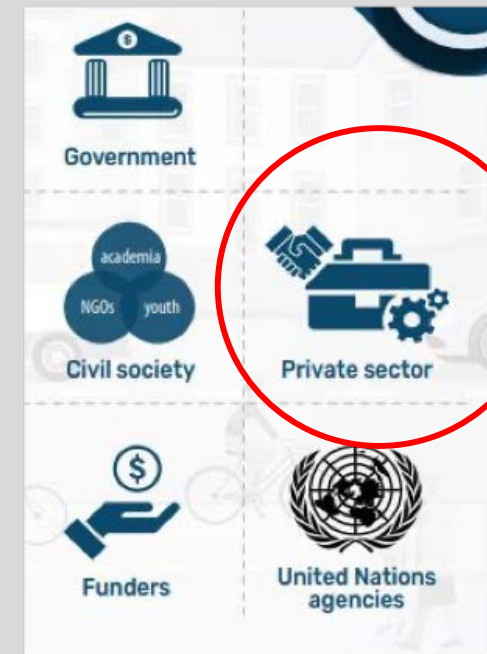 $
Government
academia
NGOs youth
Civil society
Private sector
$
Funders
United Nations
agencies